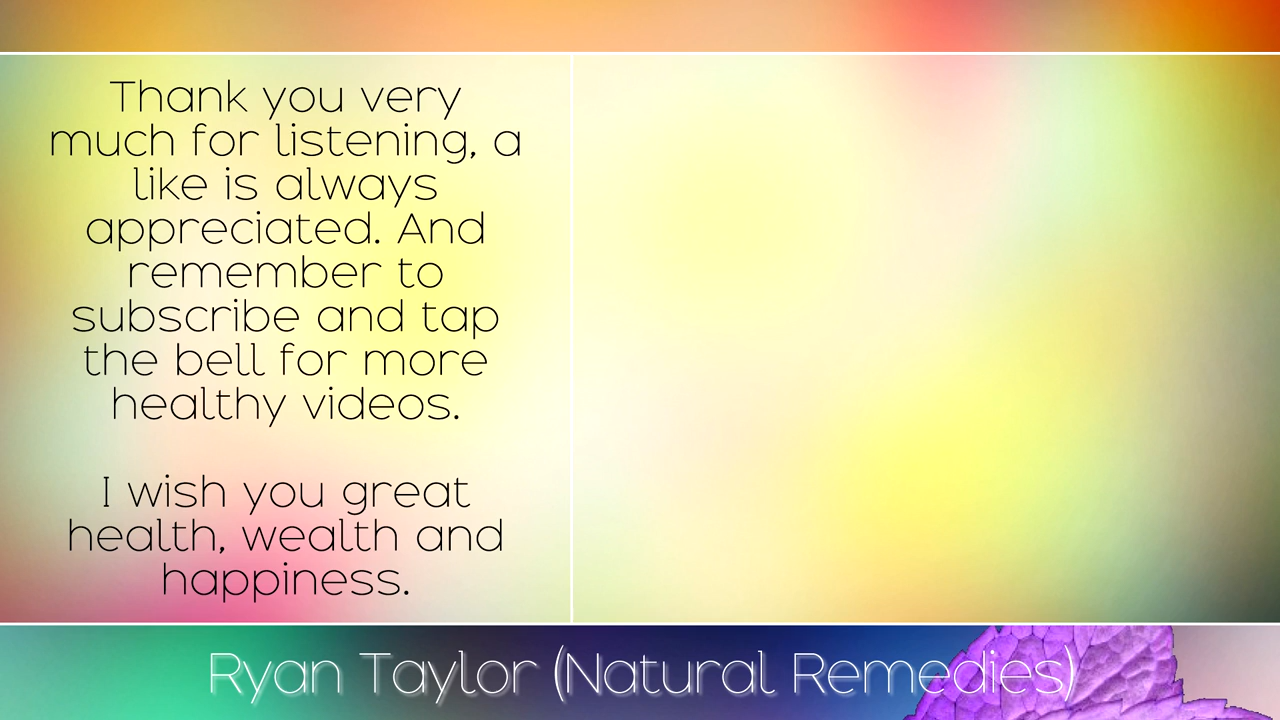 Thank you very
much for listening, a
like is always
appreciated. And
remember to
subscribe and tap
the bell for more
healthy videos.
I wish you great
health, wealth and
happiness.
Ryan Taylor (Natural Remedies)